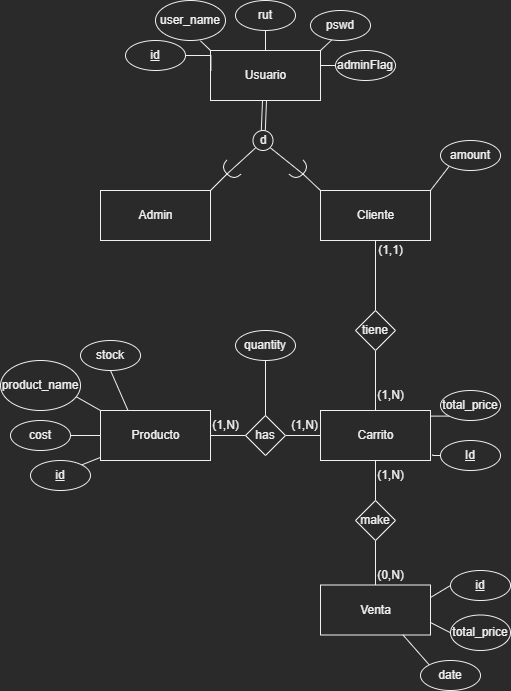 user_name
rut
pswd
id
Usuario
adminFlag
d
amount
Admin
Cliente
(1,1)
tiene
quantity
stock
product_name
(1,N)
total_price
cost
Producto
(1,N)
has
(1,N)
Carrito
id
Id
(1,N)
make
(0,N)
id
Venta
total_price
date